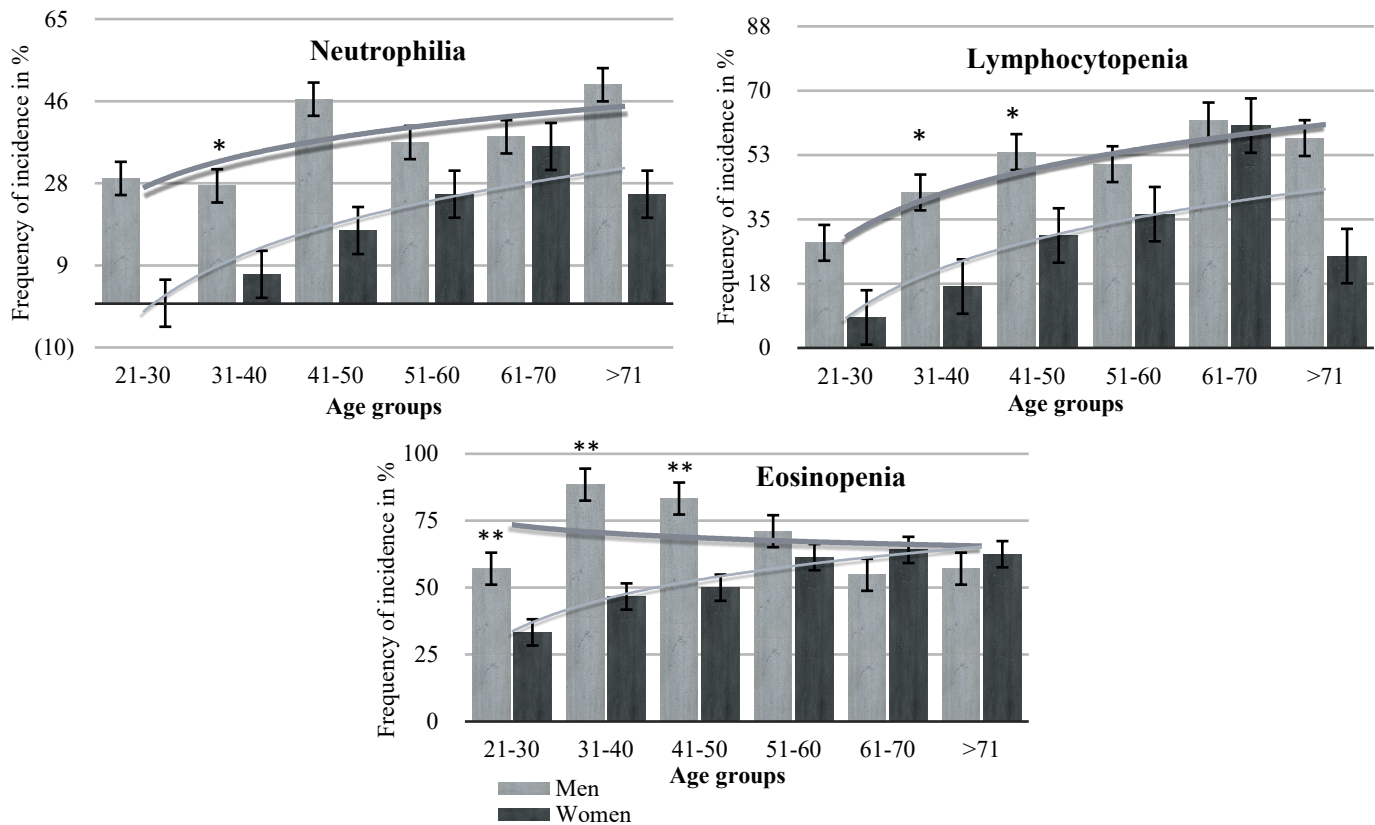 Neutrophilia
Frequency of incidence in %
65
46
28
9
(10)
*
21-30 31-40 41-50 51-60 61-70 >71
Age groups
Lymphocytopenia
Frequency of incidence in %
88
70
53
35
18
0
* *
21-30 31-40 41-50 51-60 61-70 >71
Age groups
Eosinopenia
Frequency of incidence in %
100
75
50
25
0
** ** **
21-30 31-40 41-50 51-60 61-70 >71
Age groups
Men
Women